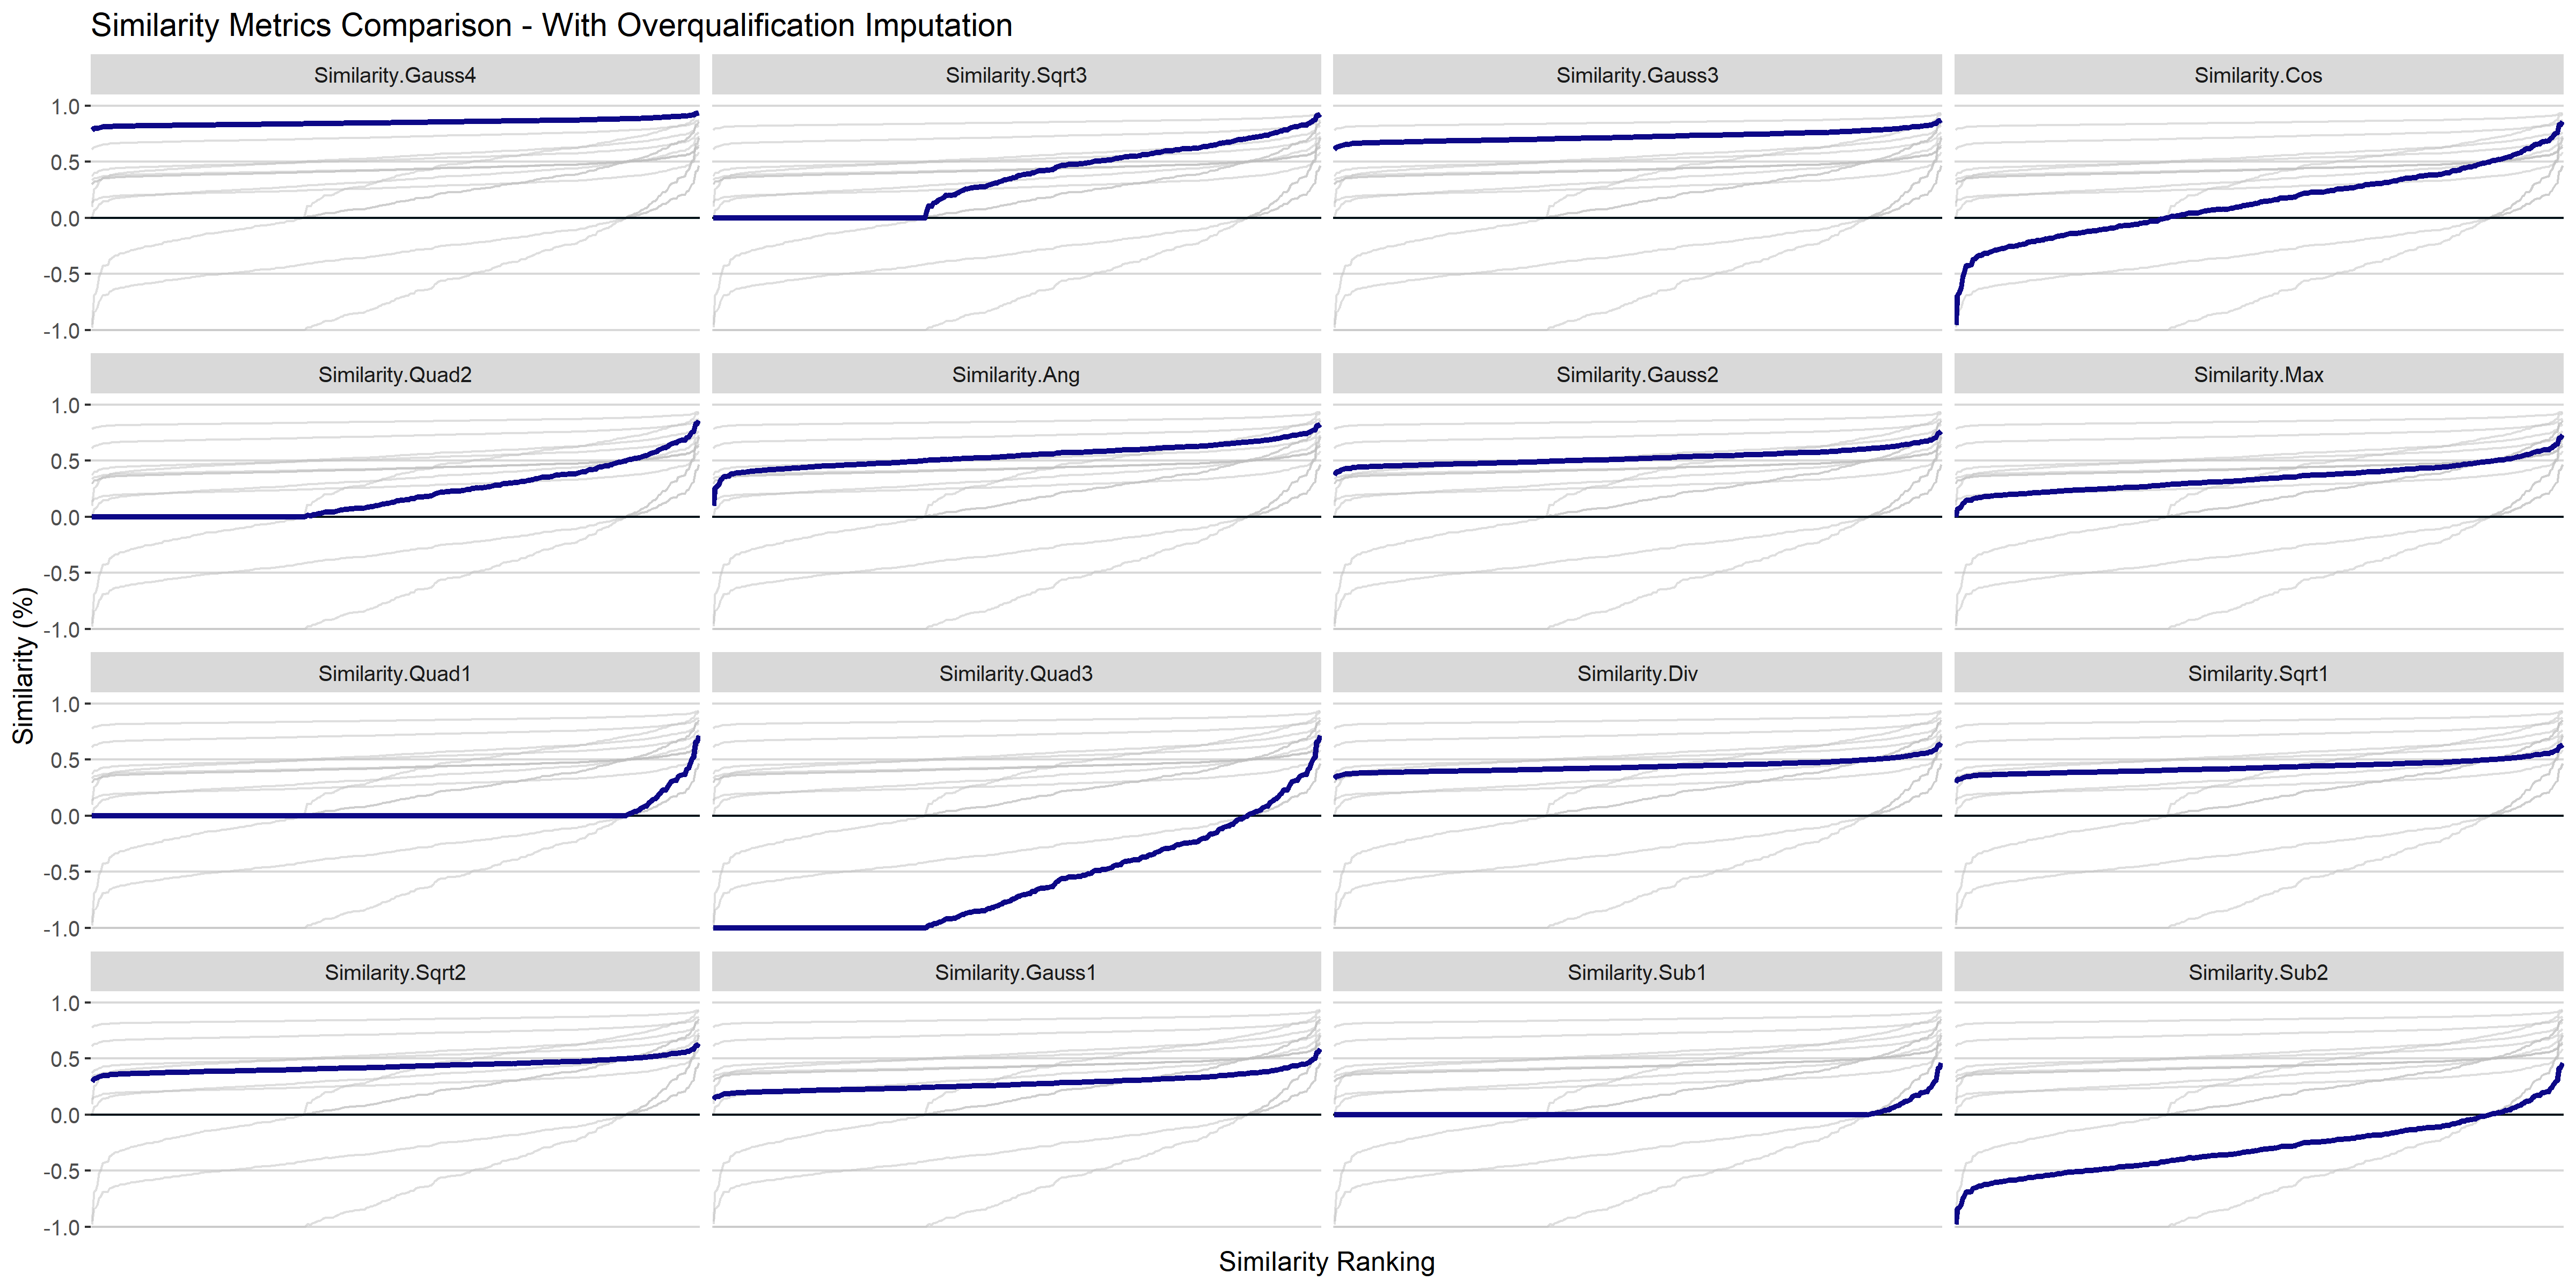 Similarity Metrics Comparison - With Overqualification Imputation
Similarity.Gauss4
Similarity.Sqrt3
Similarity.Gauss3
Similarity.Cos
1.0
0.5
0.0
-0.5
-1.0
Similarity.Quad2
Similarity.Ang
Similarity.Gauss2
Similarity.Max
1.0
0.5
0.0
-0.5
-1.0
Similarity (%)
Similarity.Quad1
Similarity.Quad3
Similarity.Div
Similarity.Sqrt1
1.0
0.5
0.0
-0.5
-1.0
Similarity.Sqrt2
Similarity.Gauss1
Similarity.Sub1
Similarity.Sub2
1.0
0.5
0.0
-0.5
-1.0
Similarity Ranking